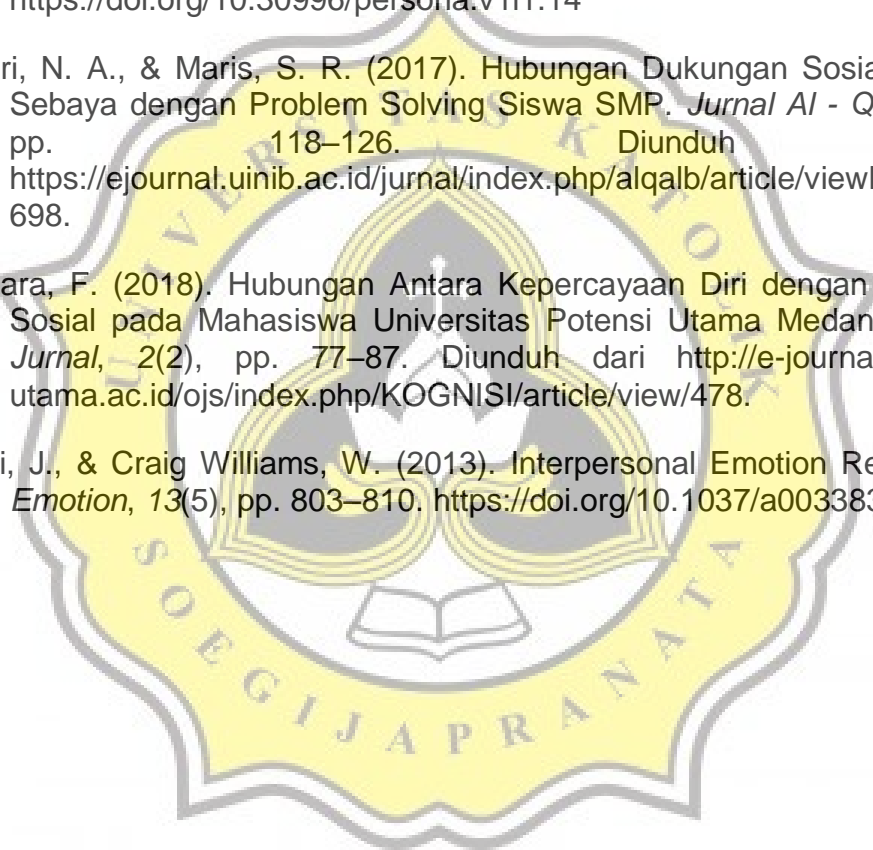 https://doi.org/10.30996/persona.v1i1.14
ri, N. A., & Maris, S. R. (2017). Hubungan Dukungan Sosia
Sebaya dengan Problem Solving Siswa SMP. Jurnal Al - Q
pp. 118–126. Diunduh
https://ejournal.uinib.ac.id/jurnal/index.php/alqalb/article/view
698.
ara, F. (2018). Hubungan Antara Kepercayaan Diri dengan
Sosial pada Mahasiswa Universitas Potensi Utama Medan
Jurnal, 2(2), pp. 77–87. Diunduh dari http://e-journa
utama.ac.id/ojs/index.php/KOGNISI/article/view/478.
i, J., & Craig Williams, W. (2013). Interpersonal Emotion Re
Emotion, 13(5), pp. 803–810. https://doi.org/10.1037/a003383
UNIVERSITAS KATOLIK
SOEGIJAPRANATA